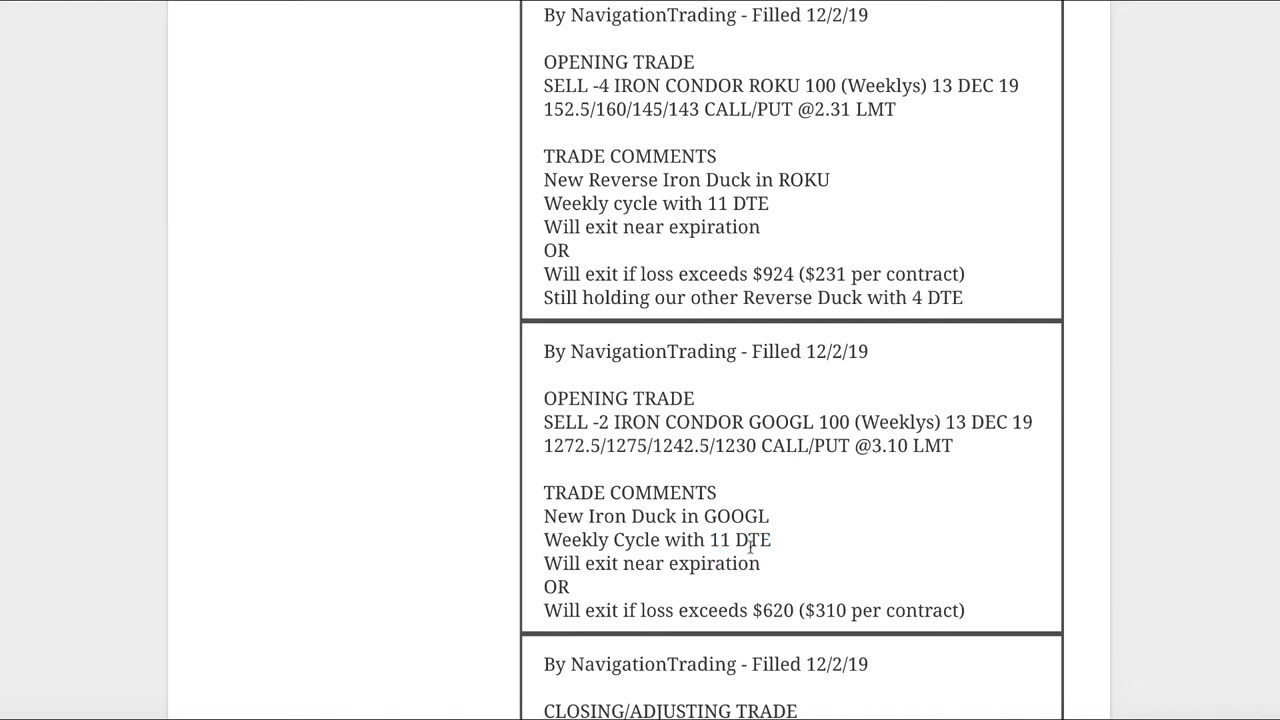 By NavigationTrading - Filled 12/2/19
OPENING TRADE
SELL -4 IRON CONDOR ROKU 100 (Weeklys) 13 DEC 19
152.5/160/145/143 CALL/PUT @2.31 LMT
TRADE COMMENTS
New Reverse Iron Duck in ROKU
Weekly cycle with 11 DTE
Will exit near expiration
OR
Will exit if loss exceeds $924 ($231 per contract)
Still holding our other Reverse Duck with 4 DTE
By NavigationTrading - Filled 12/2/19
OPENING TRADE
SELL -2 IRON CONDOR GOOGL 100 (Weeklys) 13 DEC 19
1272.5/1275/1242.5/1230 CALL/PUT @3.10 LMT
TRADE COMMENTS
New Iron Duck in GOOGL
Weekly Cycle with 11 DTE
Will exit near expiration
OR
Will exit if loss exceeds $620 ($310 per contract)
By NavigationTrading - Filled 12/2/19
CLOSING/ADJUSTING TRADE